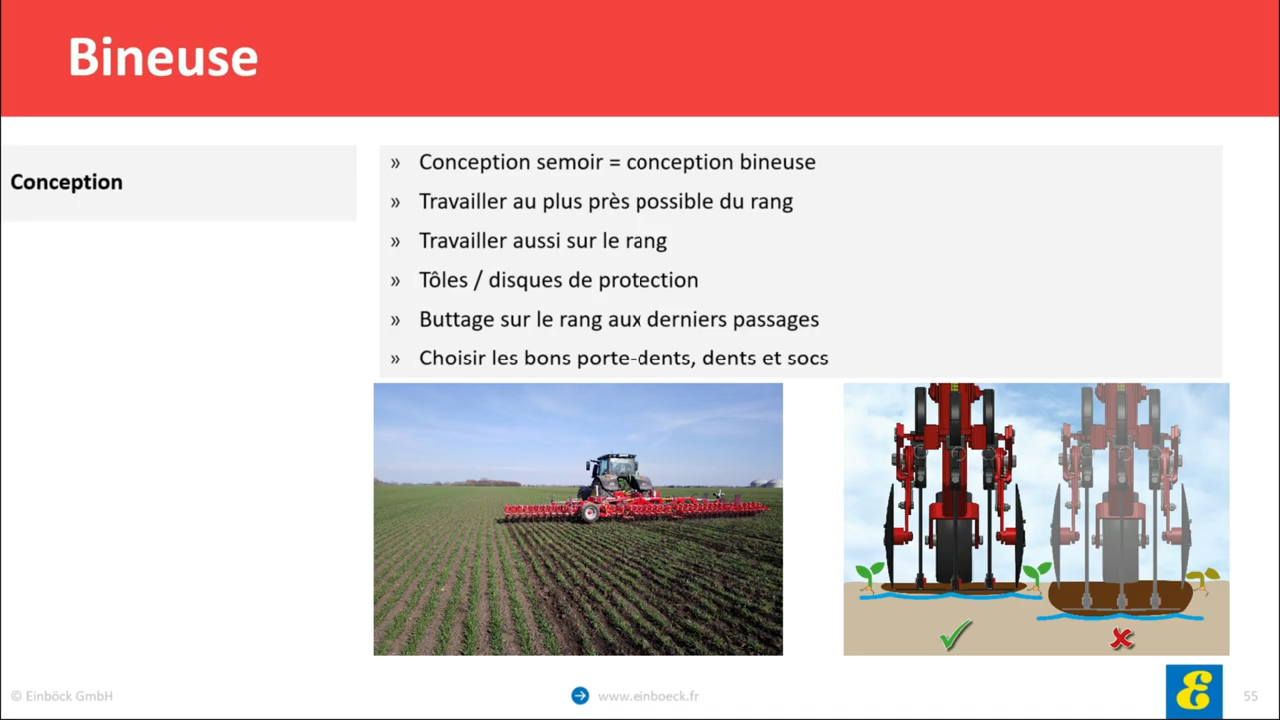 Bineuse
Conception
» Conception semoir = conception bineuse
» Travailler au plus près possible du rang
» Travailler aussi sur le rang
» Tôles / disques de protection
» Buttage sur le rang aux derniers passages
» Choisir les bons porte-dents, dents et socs
© Einböck GmbH
www.einboeck.fr
E
55